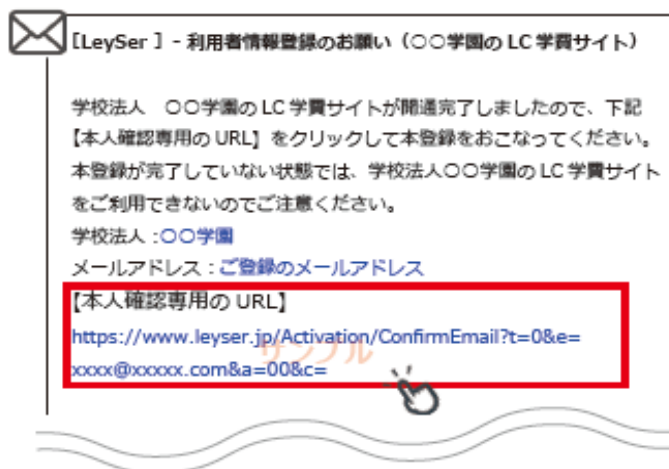 [LeySer ] - 利用者情報登録のお願い（〇〇学園の LC 学費サイト）
学校法人　〇〇学園の LC 学費サイトが開通完了しましたので、下記
【本人確認専用の URL】をクリックして本登録をおこなってください。
本登録が完了していない状態では、学校法人〇〇学園の LC 学費サイト
をご利用できないのでご注意ください。
学校法人：〇〇学園
メールアドレス：ご登録のメールアドレス
【本人確認専用の URL】
https://www.leyser.jp/Activation/ConfirmEmail?t=0&e=
サンプル
xxxx@xxxxx.com&a=00&c=